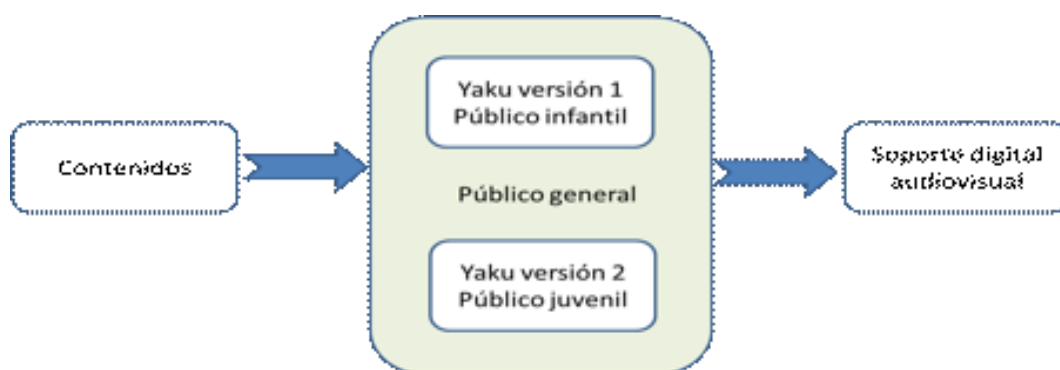 Contenidos
Yaku versión 1
Público infantil
Público general
Yaku versión 2
Público juvenil
Soporte digital
audiovisual